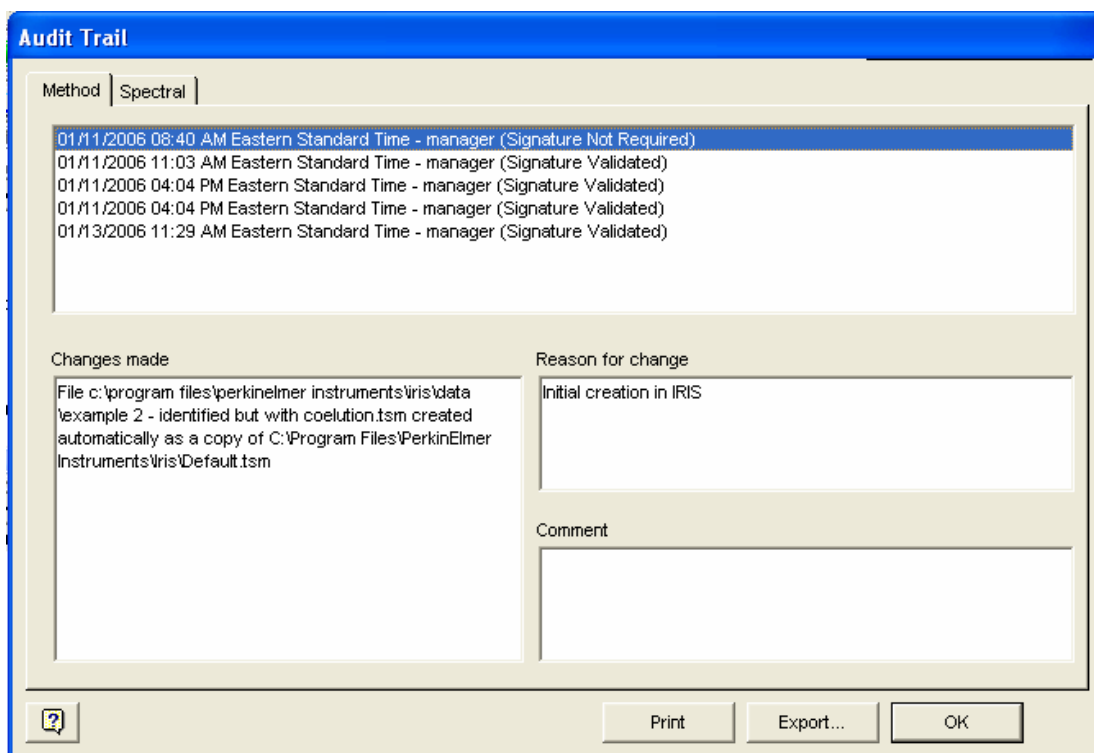 Audit Trail
Method
Spectral
01/11/2006 08:40 AM Eastern Standard Time - manager (Signature Not Required)
01/11/2006 11:03 AM Eastern Standard Time - manager (Signature Validated)
01/11/2006 04:04 PM Eastern Standard Time - manager (Signature Validated)
01/11/2006 04:04 PM Eastern Standard Time - manager (Signature Validated)
01/13/2006 11:29 AM Eastern Standard Time - manager (Signature Validated)
Changes made
File c:\program files\perkinelmer instruments\iris\data
\example 2 - identified but with coelution.tsm created
automatically as a copy of C:\Program Files\PerkinElmer
Instruments\Iris\Default.tsm
Reason for change
Initial creation in IRIS
Comment
?
Print
Export...
OK